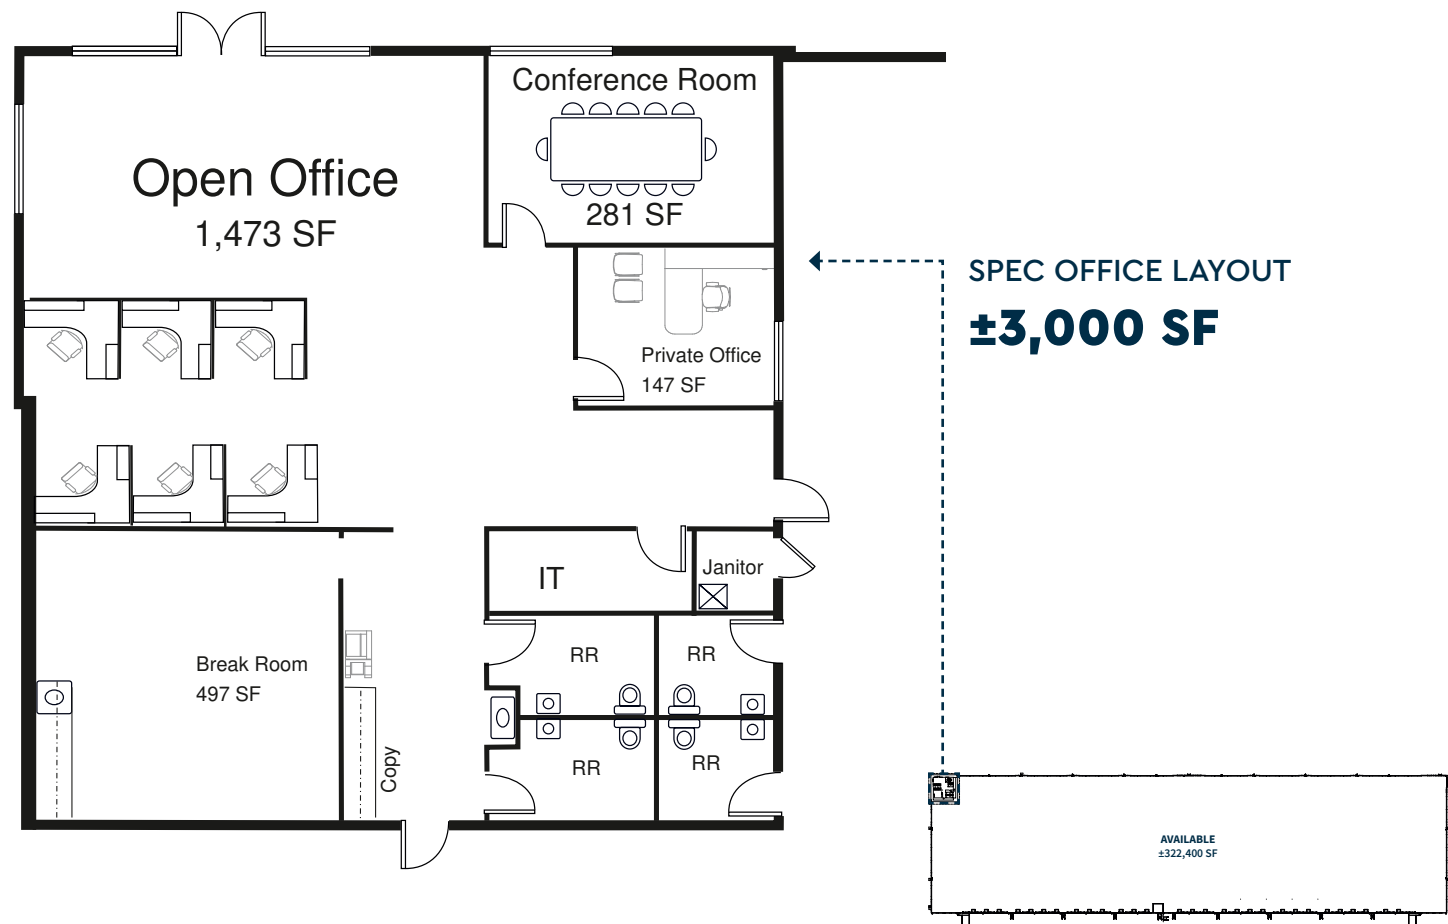 Conference Room
281 SF
Open Office
1,473 SF
Private Office
147 SF
SPEC OFFICE LAYOUT
±3,000 SF
IT
Janitor
Break Room
497 SF
Copy
RR
RR
RR
RR
AVAILABLE
±322,400 SF